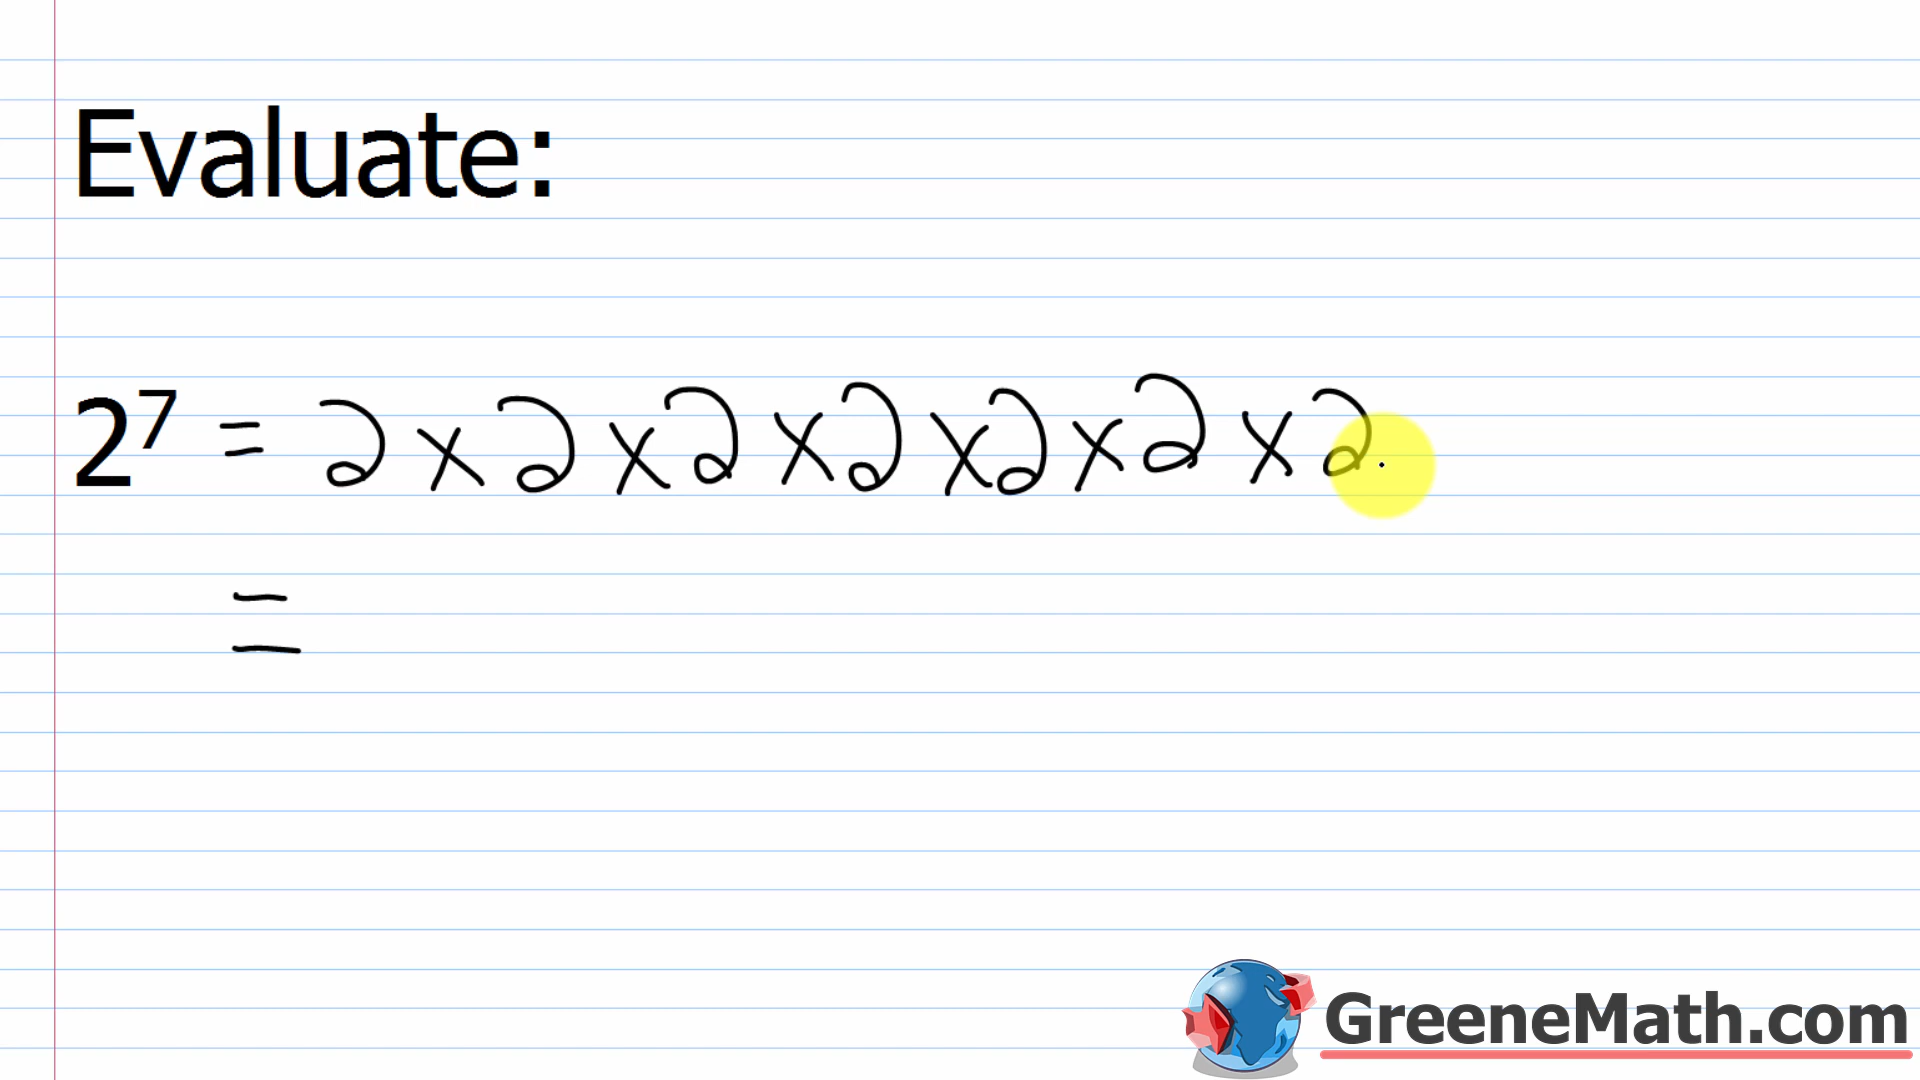 Evaluate:
2⁷ = 2 x 2 x 2 x 2 x 2 x 2 x 2
=
GreeneMath.com